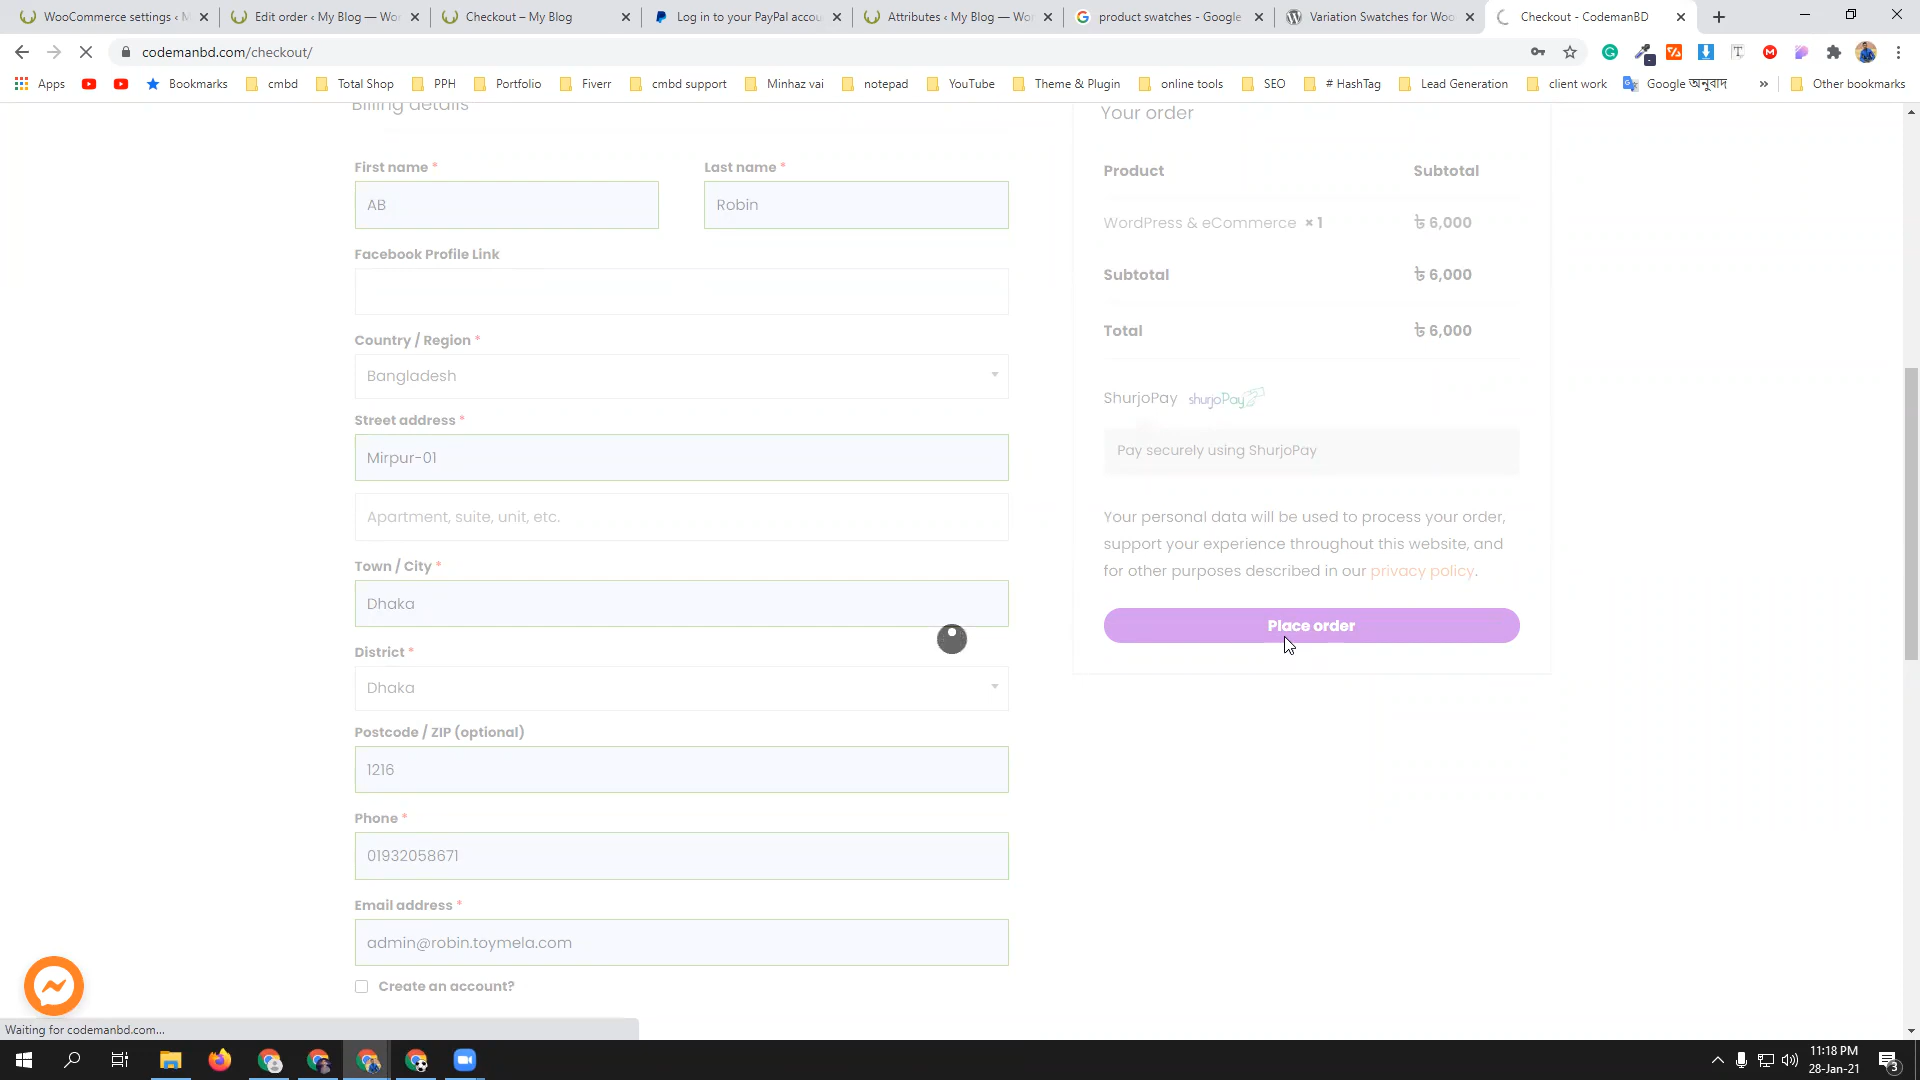 WooCommerce settings ‹ M
Edit order ‹ My Blog — Wor
Checkout – My Blog
Log in to your PayPal accou
Attributes ‹ My Blog — Wor
product swatches - Google
Variation Swatches for Woo
Checkout - CodemanBD
codemanbd.com/checkout/
Apps
Bookmarks
cmbd
Total Shop
PPH
Portfolio
Fiverr
cmbd support
Minhaz vai
notepad
YouTube
Theme & Plugin
online tools
SEO
# HashTag
Lead Generation
client work
Google অনুবাদ
»
Other bookmarks
Billing details
First name *
Last name *
AB
Robin
Facebook Profile Link
Country / Region *
Bangladesh
Street address *
Mirpur-01
Apartment, suite, unit, etc.
Town / City *
Dhaka
District *
Dhaka
Postcode / ZIP (optional)
1216
Phone *
01932058671
Email address *
admin@robin.toymela.com
Create an account?
Your order
Product Subtotal
WordPress & eCommerce × 1 ৳ 6,000
Subtotal ৳ 6,000
Total ৳ 6,000
ShurjoPay shurjoPay
Pay securely using ShurjoPay
Your personal data will be used to process your order,
support your experience throughout this website, and
for other purposes described in our privacy policy.
Place order
Waiting for codemanbd.com...
11:18 PM
28-Jan-21
3